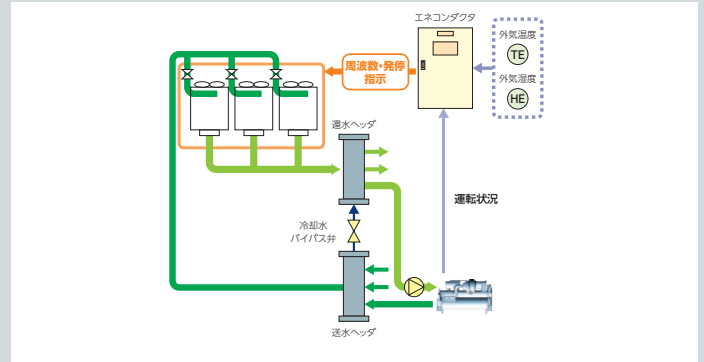 エネコンダクタ
外気温度
TE
外気湿度
HE
周波数・発停
指示
還水ヘッダ
運転状況
冷却水
バイパス弁
送水ヘッダ